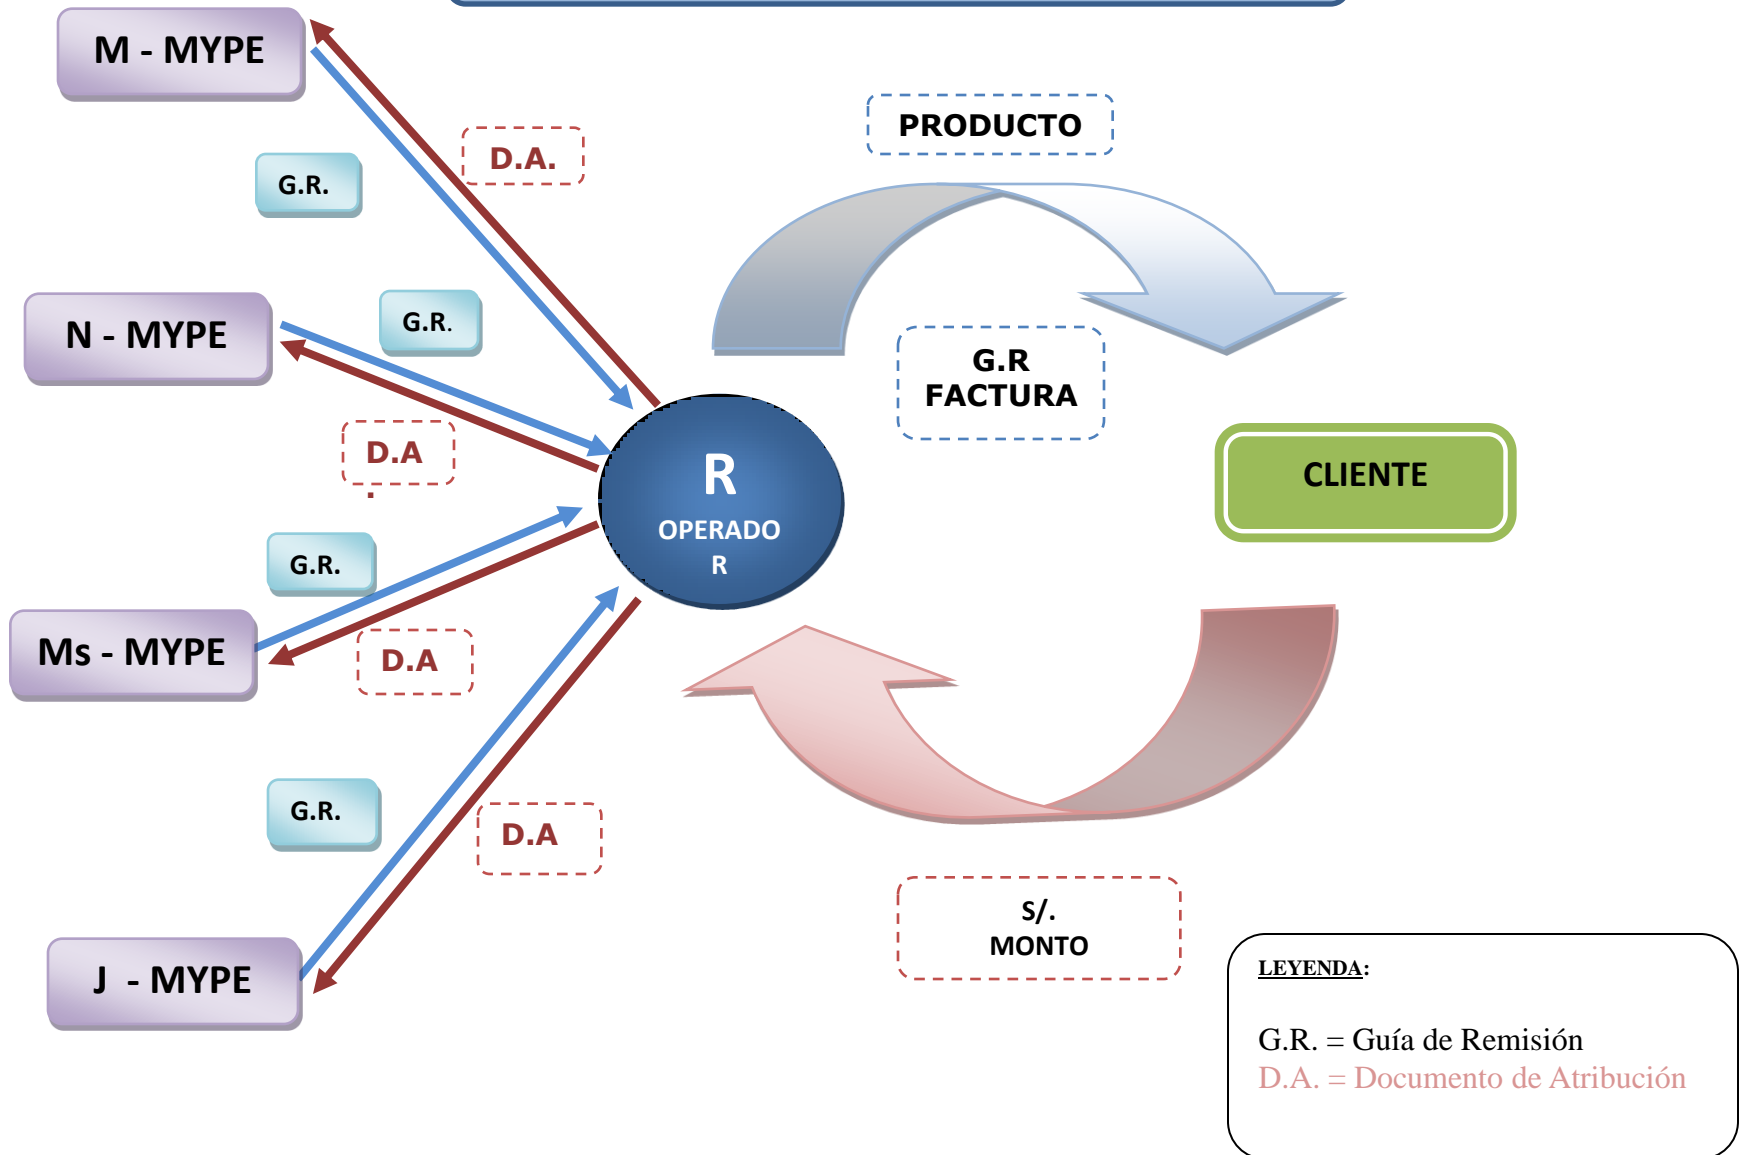 M - MYPE
D.A.
G.R.
PRODUCTO
N - MYPE
G.R.
D.A
.
G.R
FACTURA
R
OPERADO
R
CLIENTE
G.R.
Ms - MYPE
D.A
G.R.
D.A
J - MYPE
S/.
MONTO
LEYENDA:
G.R. = Guía de Remisión
D.A. = Documento de Atribución